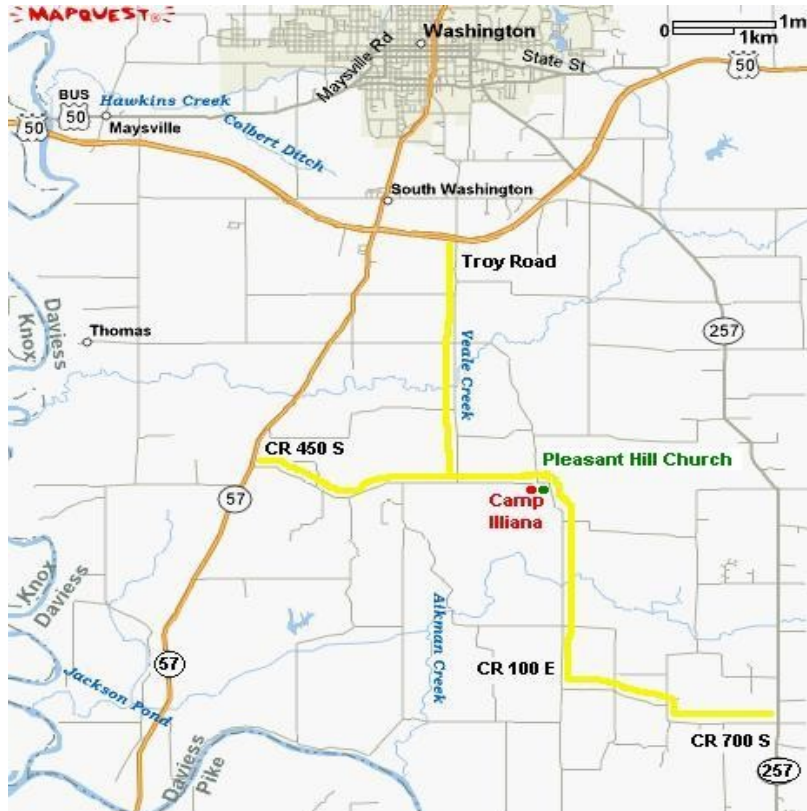 MAPQUEST®
Washington
0 1m
1km
Maysville Rd
State St
50
BUS
50
50
Hawkins Creek
Maysville
Colbert Ditch
South Washington
Troy Road
Daviess
Knox
Thomas
257
Veale Creek
CR 450 S
Pleasant Hill Church
57
Camp
Illiana
Knox
Daviess
Aikman Creek
57
CR 100 E
Jackson Pond
CR 700 S
Daviess
Pike
257